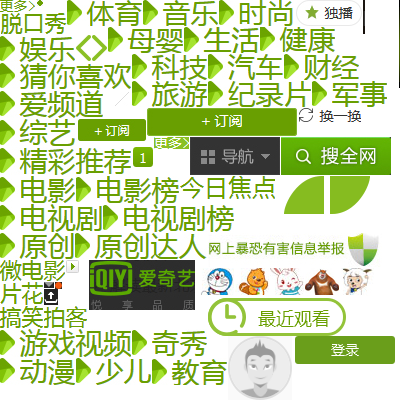 更多>
体育 音乐 时尚
独播
脱口秀
娱乐 母婴 生活 健康
猜你喜欢 科技 汽车 财经
爱频道 旅游 纪录片 军事
综艺 +订阅 + 订阅 换一换
更多>
精彩推荐 1 导航 搜全网
电影 电影榜 今日焦点
电视剧 电视剧榜
原创 原创达人 网上暴恐有害信息举报
微电影
iQIYI 爱奇艺
片花
悦享品质
搞笑拍客 最近观看
游戏视频 奇秀 登录
动漫 少儿 教育